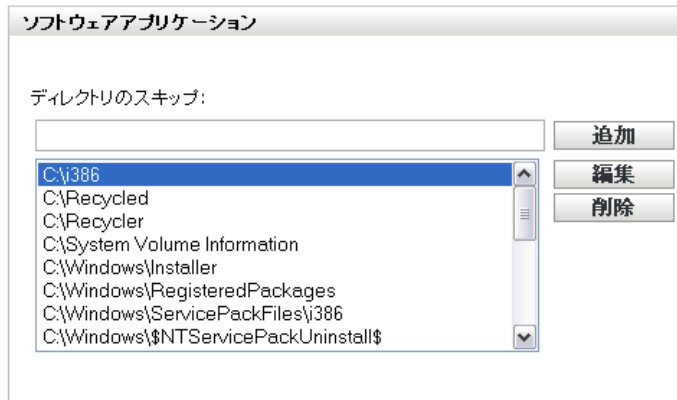 ソフトウェアアプリケーション
ディレクトリのスキップ:
追加
C:\i386
編集
C:\Recycled
削除
C:\Recycler
C:\System Volume Information
C:\Windows\Installer
C:\Windows\RegisteredPackages
C:\Windows\ServicePackFiles\i386
C:\Windows\$NTServicePackUninstall$